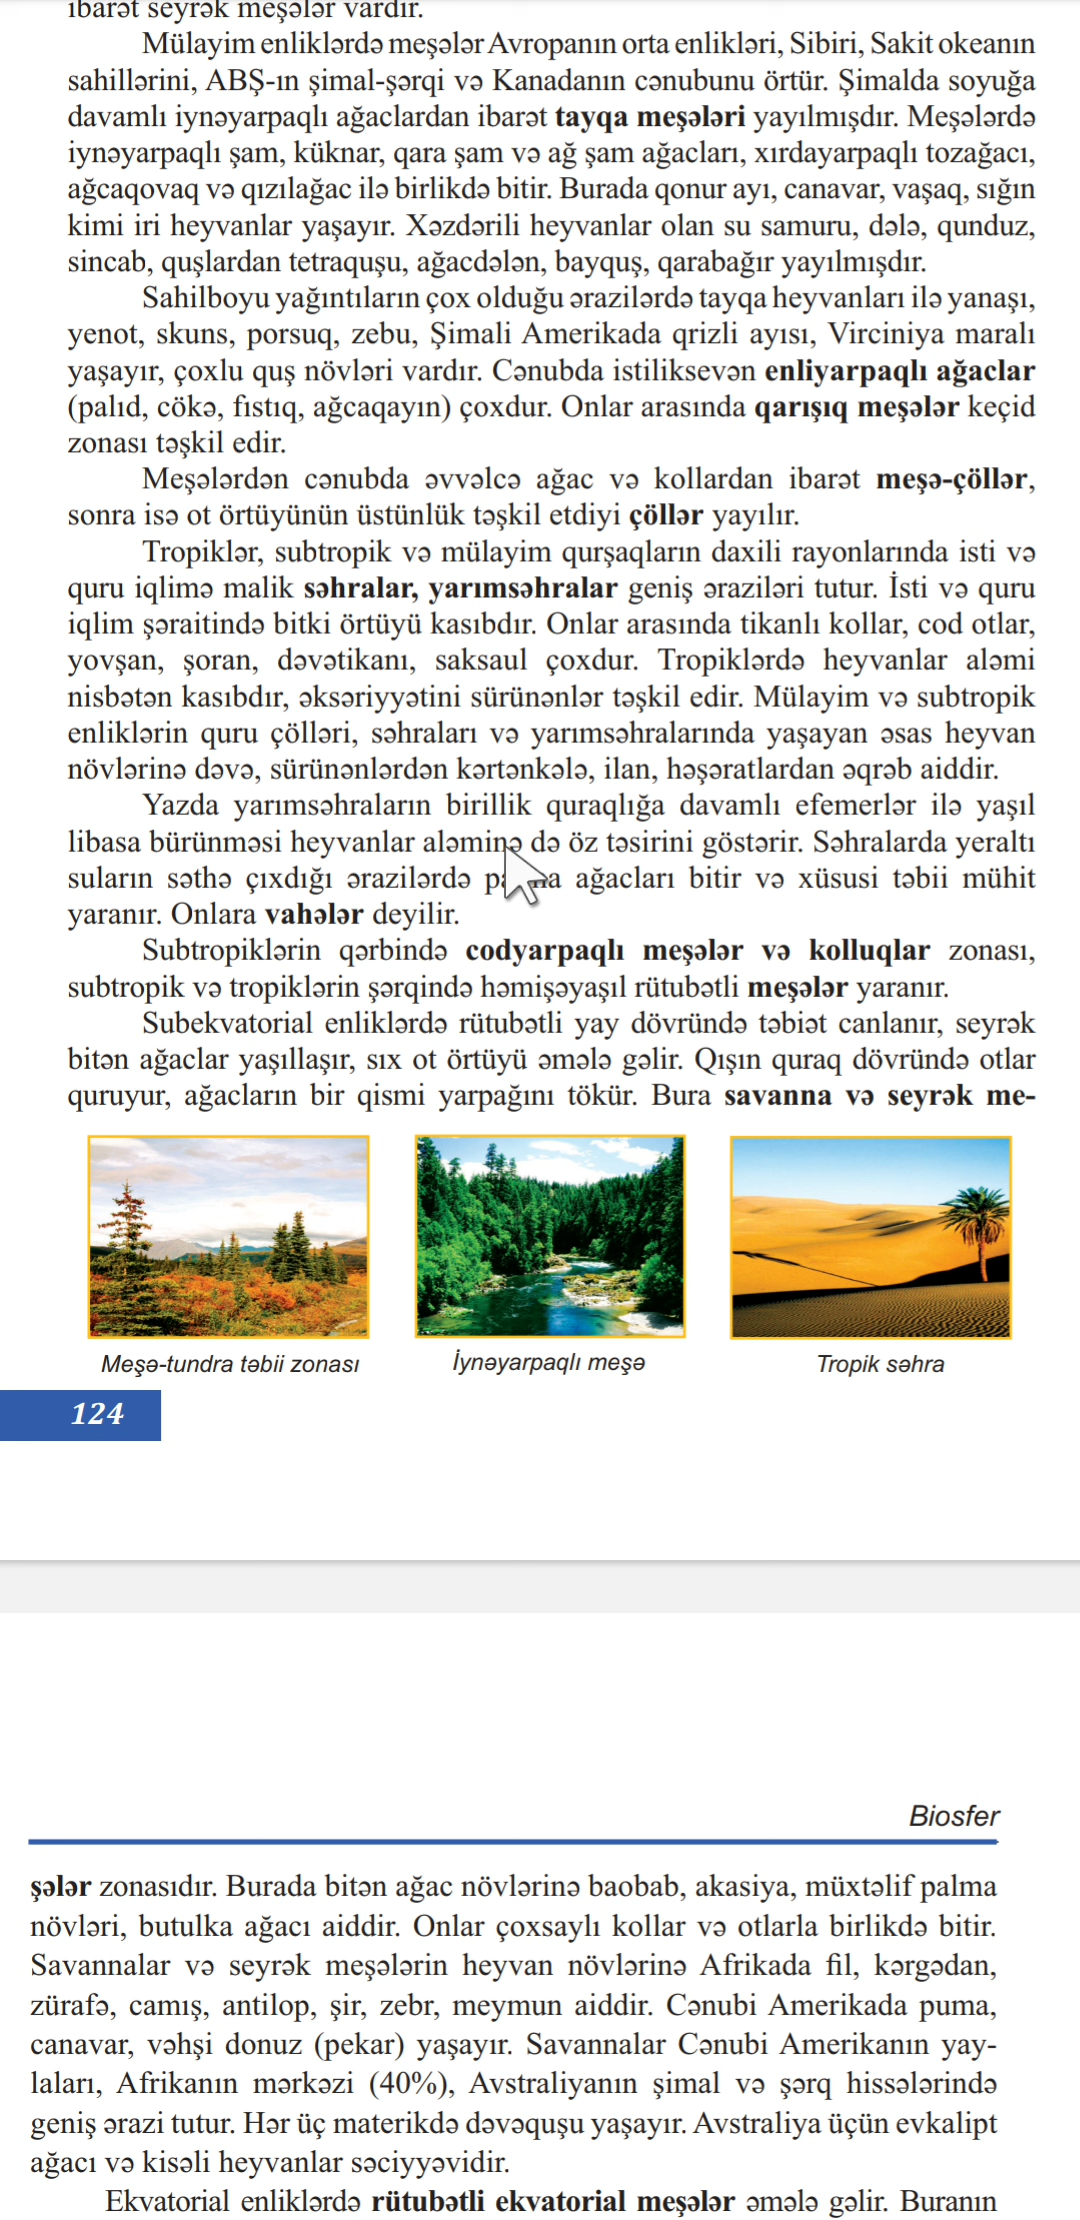 ibarət seyrək meşələr vardır.
Mülayim enliklərdə meşələr Avropanın orta enlikləri, Sibiri, Sakit okeanın
sahillərini, ABŞ-ın şimal-şərqi və Kanadanın cənubunu örtür. Şimalda soyuğa
davamlı iynəyarpaqlı ağaclardan ibarət tayqa meşələri yayılmışdır. Meşələrdə
iynəyarpaqlı şam, küknar, qara şam və ağ şam ağacları, xırdayarpaqlı tozağacı,
ağcaqovaq və qızılağac ilə birlikdə bitir. Burada qonur ayı, canavar, vaşaq, sığın
kimi iri heyvanlar yaşayır. Xəzdərili heyvanlar olan su samuru, dələ, qunduz,
sincab, quşlardan tetraquşu, ağacdələn, bayquş, qarabağır yayılmışdır.
Sahilboyu yağıntıların çox olduğu ərazilərdə tayqa heyvanları ilə yanaşı,
yenot, skuns, porsuq, zebu, Şimali Amerikada qrizli ayısı, Virciniya maralı
yaşayır, çoxlu quş növləri vardır. Cənubda istiliksevən enliyarpaqlı ağaclar
(palıd, cökə, fıstıq, ağcaqayın) çoxdur. Onlar arasında qarışıq meşələr keçid
zonası təşkil edir.
Meşələrdən cənubda əvvəlcə ağac və kollardan ibarət meşə-çöllər,
sonra isə ot örtüyünün üstünlük təşkil etdiyi çöllər yayılır.
Tropiklər, subtropik və mülayim qurşaqların daxili rayonlarında isti və
quru iqlimə malik səhralar, yarımsəhralar geniş əraziləri tutur. İsti və quru
iqlim şəraitində bitki örtüyü kasıbdır. Onlar arasında tikanlı kollar, cod otlar,
yovşan, şoran, dəvətikanı, saksaul çoxdur. Tropiklərdə heyvanlar aləmi
nisbətən kasıbdır, əksəriyyətini sürünənlər təşkil edir. Mülayim və subtropik
enliklərin quru çölləri, səhraları və yarımsəhralarında yaşayan əsas heyvan
növlərinə dəvə, sürünənlərdən kərtənkələ, ilan, həşəratlardan əqrəb aiddir.
Yazda yarımsəhraların birillik quraqlığa davamlı efemerlər ilə yaşıl
libasa bürünməsi heyvanlar aləminə də öz təsirini göstərir. Səhralarda yeraltı
suların səthə çıxdığı ərazilərdə palma ağacları bitir və xüsusi təbii mühit
yaranır. Onlara vahələr deyilir.
Subtropiklərin qərbində codyarpaqlı meşələr və kolluqlar zonası,
subtropik və tropiklərin şərqində həmişəyaşıl rütubətli meşələr yaranır.
Subekvatorial enliklərdə rütubətli yay dövründə təbiət canlanır, seyrək
bitən ağaclar yaşıllaşır, sıx ot örtüyü əmələ gəlir. Qışın quraq dövründə otlar
quruyur, ağacların bir qismi yarpağını tökür. Bura savanna və seyrək me-
Meşə-tundra təbii zonası
İynəyarpaqlı meşə
Tropik səhra
124
Biosfer
şələr zonasıdır. Burada bitən ağac növlərinə baobab, akasiya, müxtəlif palma
növləri, butulka ağacı aiddir. Onlar çoxsaylı kollar və otlarla birlikdə bitir.
Savannalar və seyrək meşələrin heyvan növlərinə Afrikada fil, kərgədan,
zürafə, camış, antilop, şir, zebr, meymun aiddir. Cənubi Amerikada puma,
canavar, vəhşi donuz (pekar) yaşayır. Savannalar Cənubi Amerikanın yay-
laları, Afrikanın mərkəzi (40%), Avstraliyanın şimal və şərq hissələrində
geniş ərazi tutur. Hər üç materikdə dəvəquşu yaşayır. Avstraliya üçün evkalipt
ağacı və kisəli heyvanlar səciyyəvidir.
Ekvatorial enliklərdə rütubətli ekvatorial meşələr əmələ gəlir. Buranın